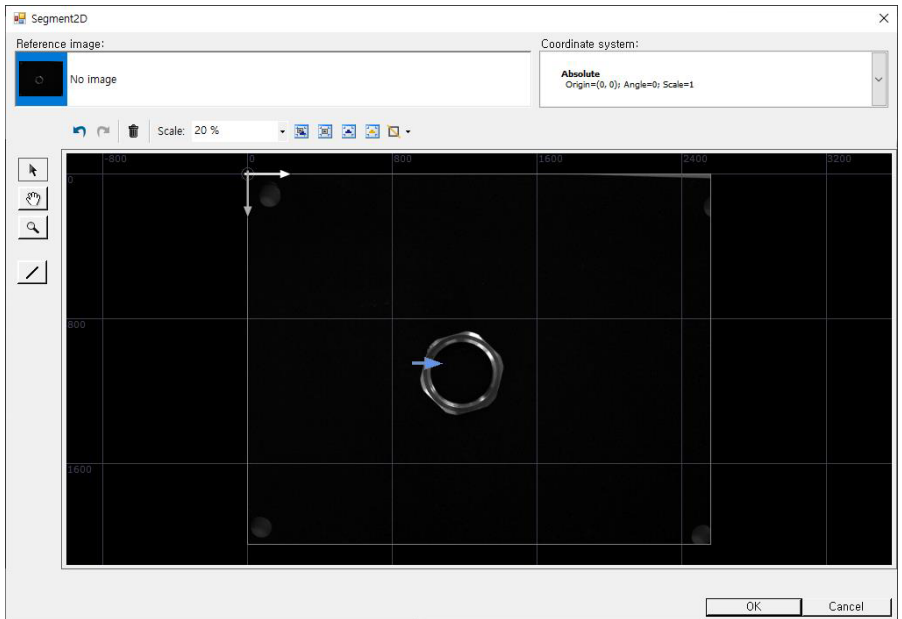 Segment2D
Reference image:
Coordinate system:
No image
Absolute
Origin=(0, 0); Angle=0; Scale=1
Scale: 20 %
-800 0 800 1600 2400 3200
0
800
1600
OK Cancel